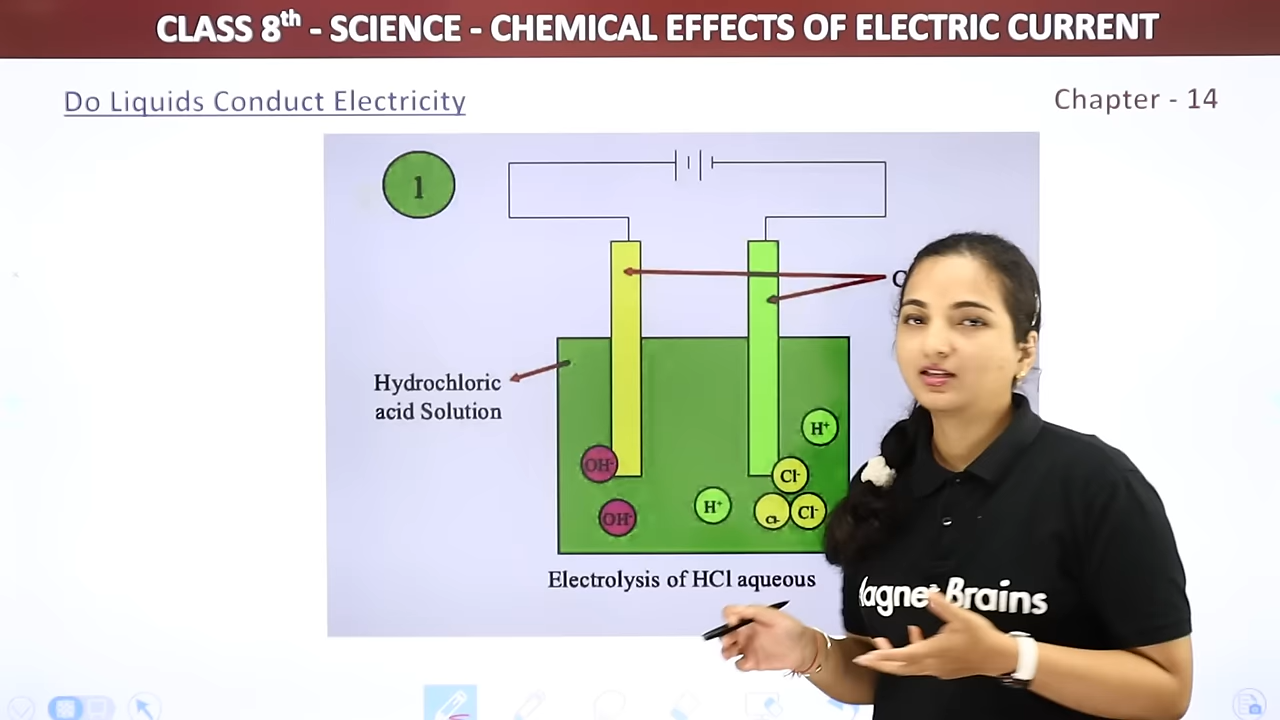 CLASS 8th - SCIENCE - CHEMICAL EFFECTS OF ELECTRIC CURRENT
Do Liquids Conduct Electricity
Chapter - 14
1
Hydrochloric
acid Solution
H⁺
OH⁻
Cl⁻
OH⁻
H⁺
Cl⁻
Cl⁻
Electrolysis of HCl aqueous
Brains